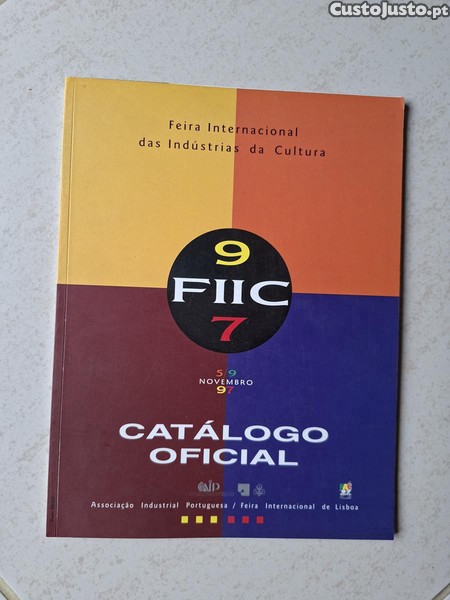 CustoJusto.pt
Feira Internacional
das Indústrias da Cultura
9
FIIC
7
5/9
NOVEMBRO
97
CATÁLOGO
OFICIAL
AIP
Associação Industrial Portuguesa / Feira Internacional de Lisboa